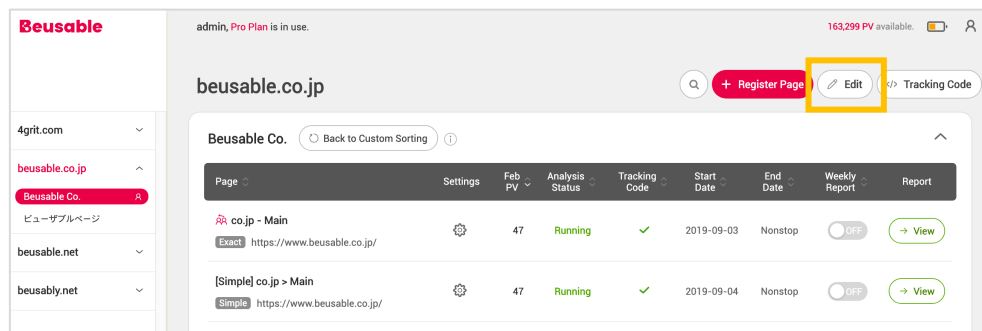 Beusable
admin, Pro Plan is in use.
163,299 PV available.
beusable.co.jp
+ Register Page
Edit
</> Tracking Code
4grit.com
beusable.co.jp
Beusable Co.
ビューザブルページ
beusable.net
beusably.net
Beusable Co.
Back to Custom Sorting
Page
Settings
Feb PV
Analysis Status
Tracking Code
Start Date
End Date
Weekly Report
Report
co.jp - Main
Exact https://www.beusable.co.jp/
47
Running
2019-09-03
Nonstop
OFF
→ View
[Simple] co.jp > Main
Simple https://www.beusable.co.jp/
47
Running
2019-09-04
Nonstop
OFF
→ View